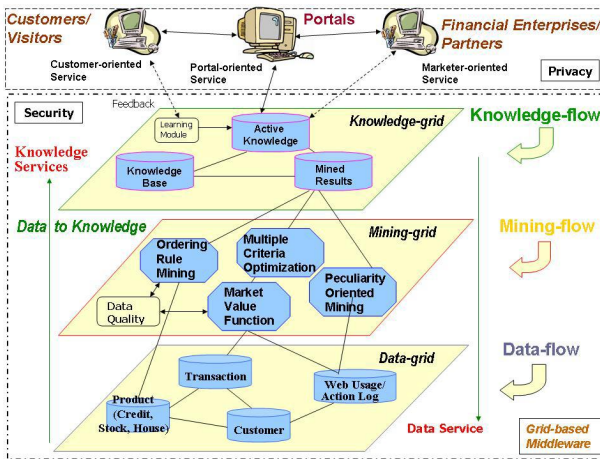 Customers/
Visitors
Portals
Financial Enterprises/
Partners
Customer-oriented
Service
Portal-oriented
Service
Marketer-oriented
Service
Privacy
Security
Feedback
Learning
Module
Active
Knowledge
Knowledge-grid
Knowledge-flow
Knowledge
Services
Knowledge
Base
Mined
Results
Data to Knowledge
Ordering
Rule
Mining
Multiple
Criteria
Optimization
Mining-grid
Mining-flow
Data
Quality
Market
Value
Function
Peculiarity
Oriented
Mining
Data-grid
Data-flow
Transaction
Web Usage/
Action Log
Product
(Credit,
Stock, House)
Customer
Data Service
Grid-based
Middleware